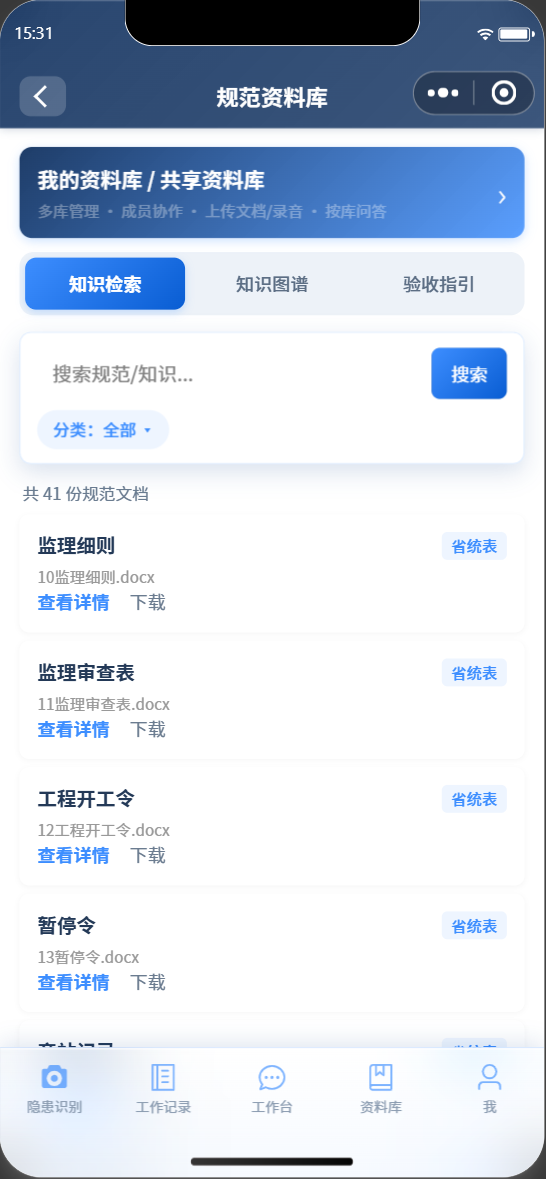 15:31
规范资料库
我的资料库 / 共享资料库
多库管理 · 成员协作 · 上传文档/录音 · 按库问答
知识检索 知识图谱 验收指引
搜索规范/知识... 搜索
分类：全部
共 41 份规范文档
监理细则 省统表
10监理细则.docx
查看详情 下载
监理审查表 省统表
11监理审查表.docx
查看详情 下载
工程开工令 省统表
12工程开工令.docx
查看详情 下载
暂停令 省统表
13暂停令.docx
查看详情 下载
隐患识别 工作记录 工作台 资料库 我